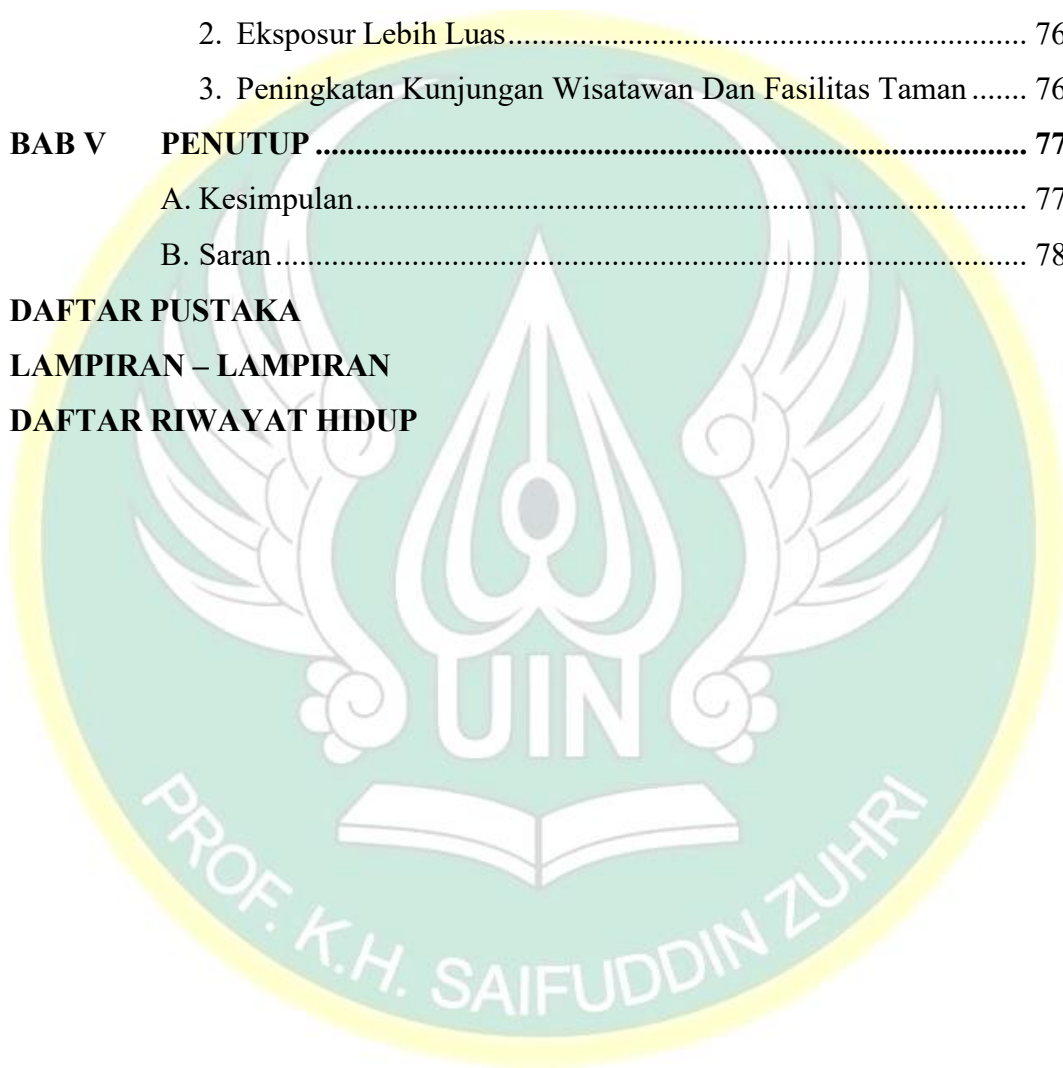 2. Eksposur Lebih Luas................................................................. 76
3. Peningkatan Kunjungan Wisatawan Dan Fasilitas Taman ....... 76
BAB V PENUTUP ......................................................................................... 77
A. Kesimpulan.................................................................................... 77
B. Saran .............................................................................................. 78
DAFTAR PUSTAKA
LAMPIRAN – LAMPIRAN
DAFTAR RIWAYAT HIDUP
UIN
PROF. K.H. SAIFUDDIN ZUHRI